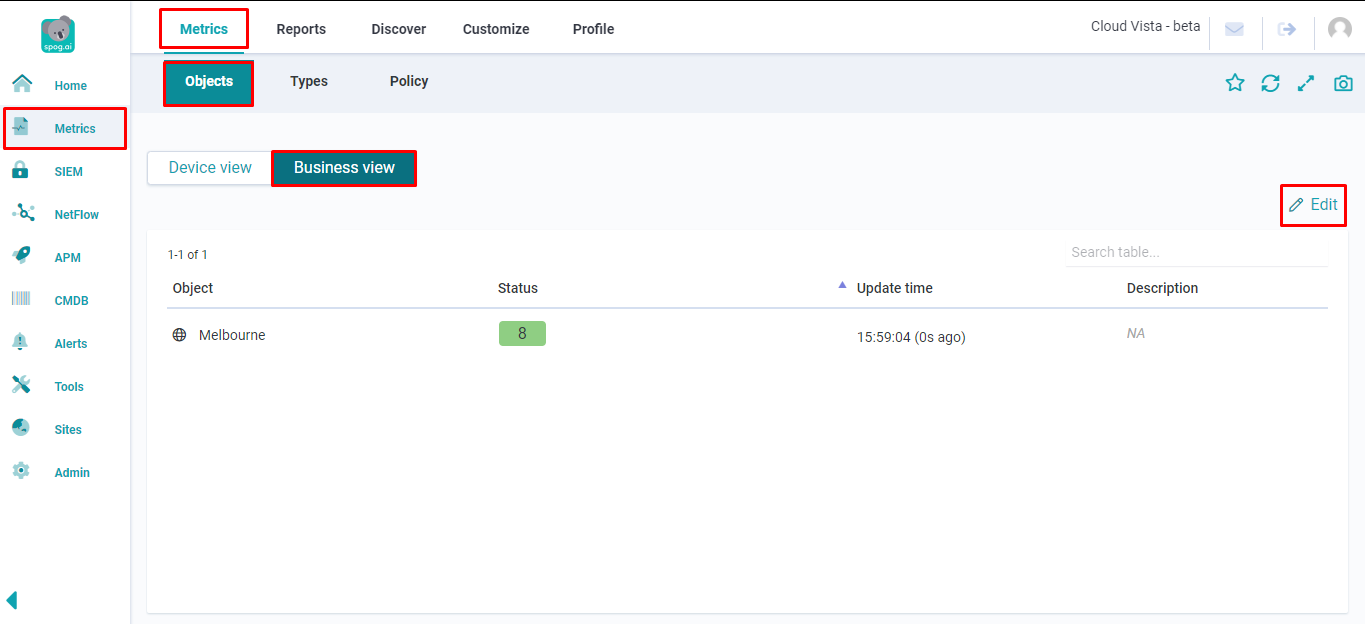 spog.ai
Home
Metrics
SIEM
NetFlow
APM
CMDB
Alerts
Tools
Sites
Admin
Metrics Reports Discover Customize Profile
Cloud Vista - beta
Objects Types Policy
Device view Business view
Edit
1-1 of 1
Search table...
Object Status Update time Description
Melbourne 8 15:59:04 (0s ago) NA